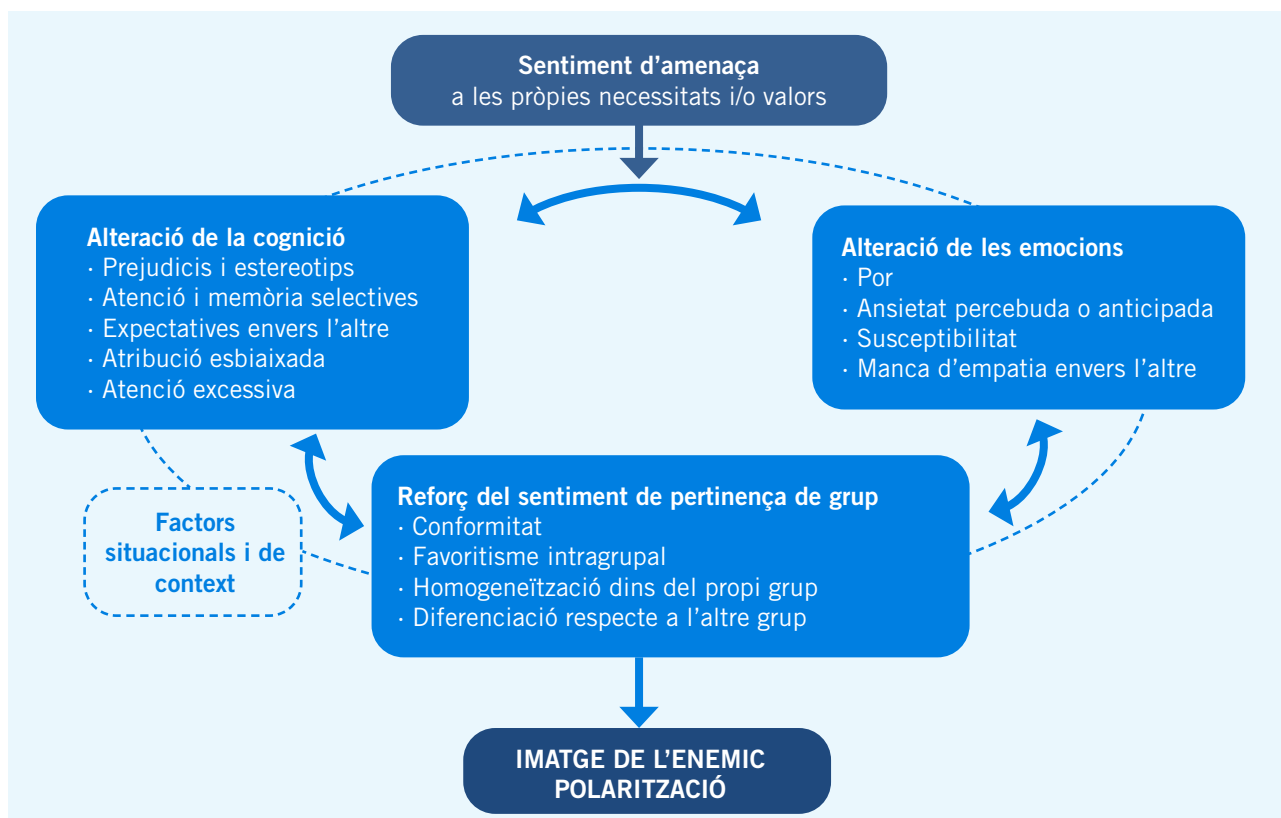 Sentiment d'amenaça
a les pròpies necessitats i/o valors
Alteració de la cognició
· Prejudicis i estereotips
· Atenció i memòria selectives
· Expectatives envers l'altre
· Atribució esbiaixada
· Atenció excessiva
Alteració de les emocions
· Por
· Ansietat percebuda o anticipada
· Susceptibilitat
· Manca d'empatia envers l'altre
Reforç del sentiment de pertinença de grup
· Conformitat
· Favoritisme intragrupal
· Homogeneïtzació dins del propi grup
· Diferenciació respecte a l'altre grup
Factors
situacionals i de
context
IMATGE DE L'ENEMIC
POLARITZACIÓ